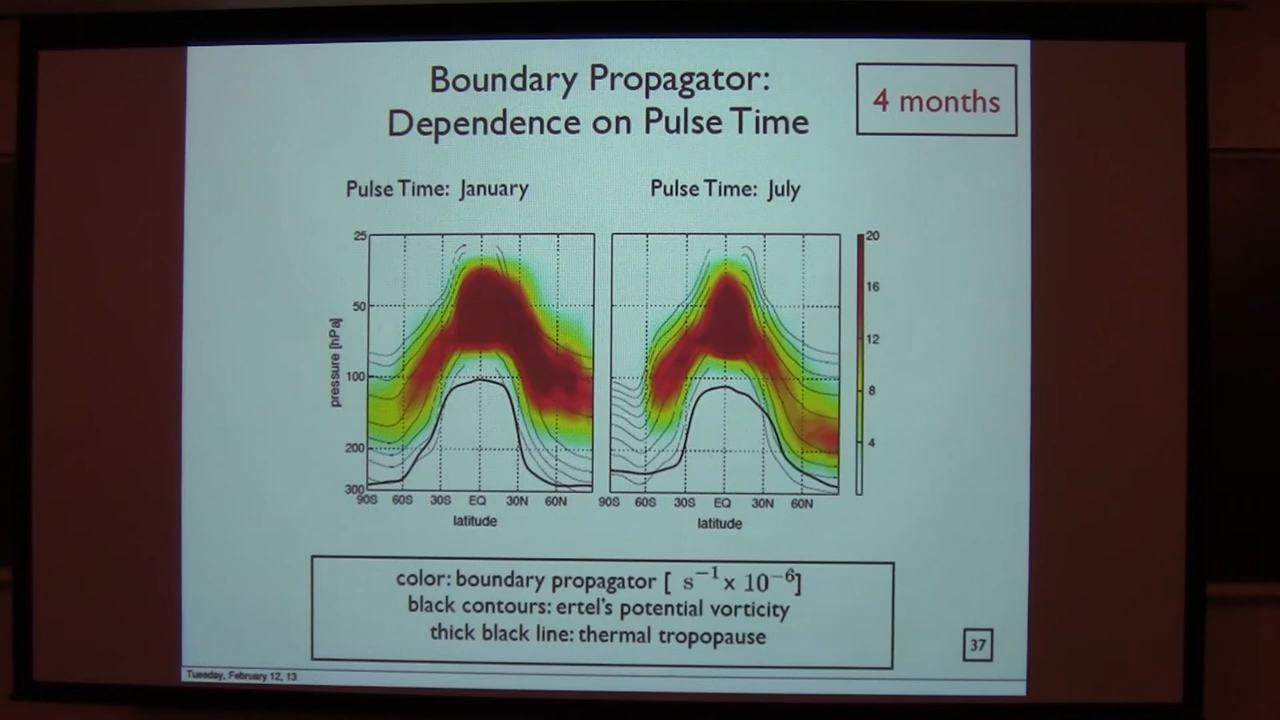 Boundary Propagator:
Dependence on Pulse Time
4 months
Pulse Time: January
Pulse Time: July
25
50
100
200
300
pressure [hPa]
90S 60S 30S EQ 30N 60N
latitude
90S 60S 30S EQ 30N 60N
latitude
20
16
12
8
4
color: boundary propagator [ s⁻¹ x 10⁻⁶]
black contours: ertel's potential vorticity
thick black line: thermal tropopause
37
Tuesday, February 12, 13